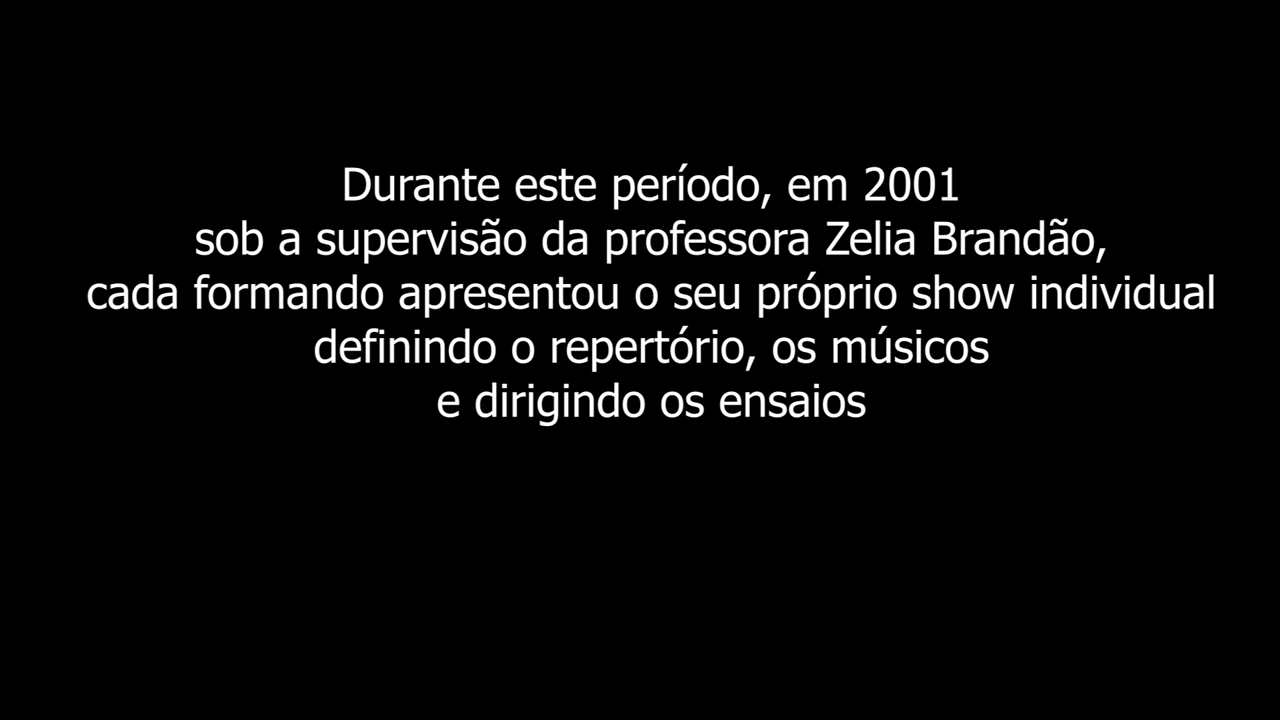 Durante este período, em 2001
sob a supervisão da professora Zelia Brandão,
cada formando apresentou o seu próprio show individual
definindo o repertório, os músicos
e dirigindo os ensaios